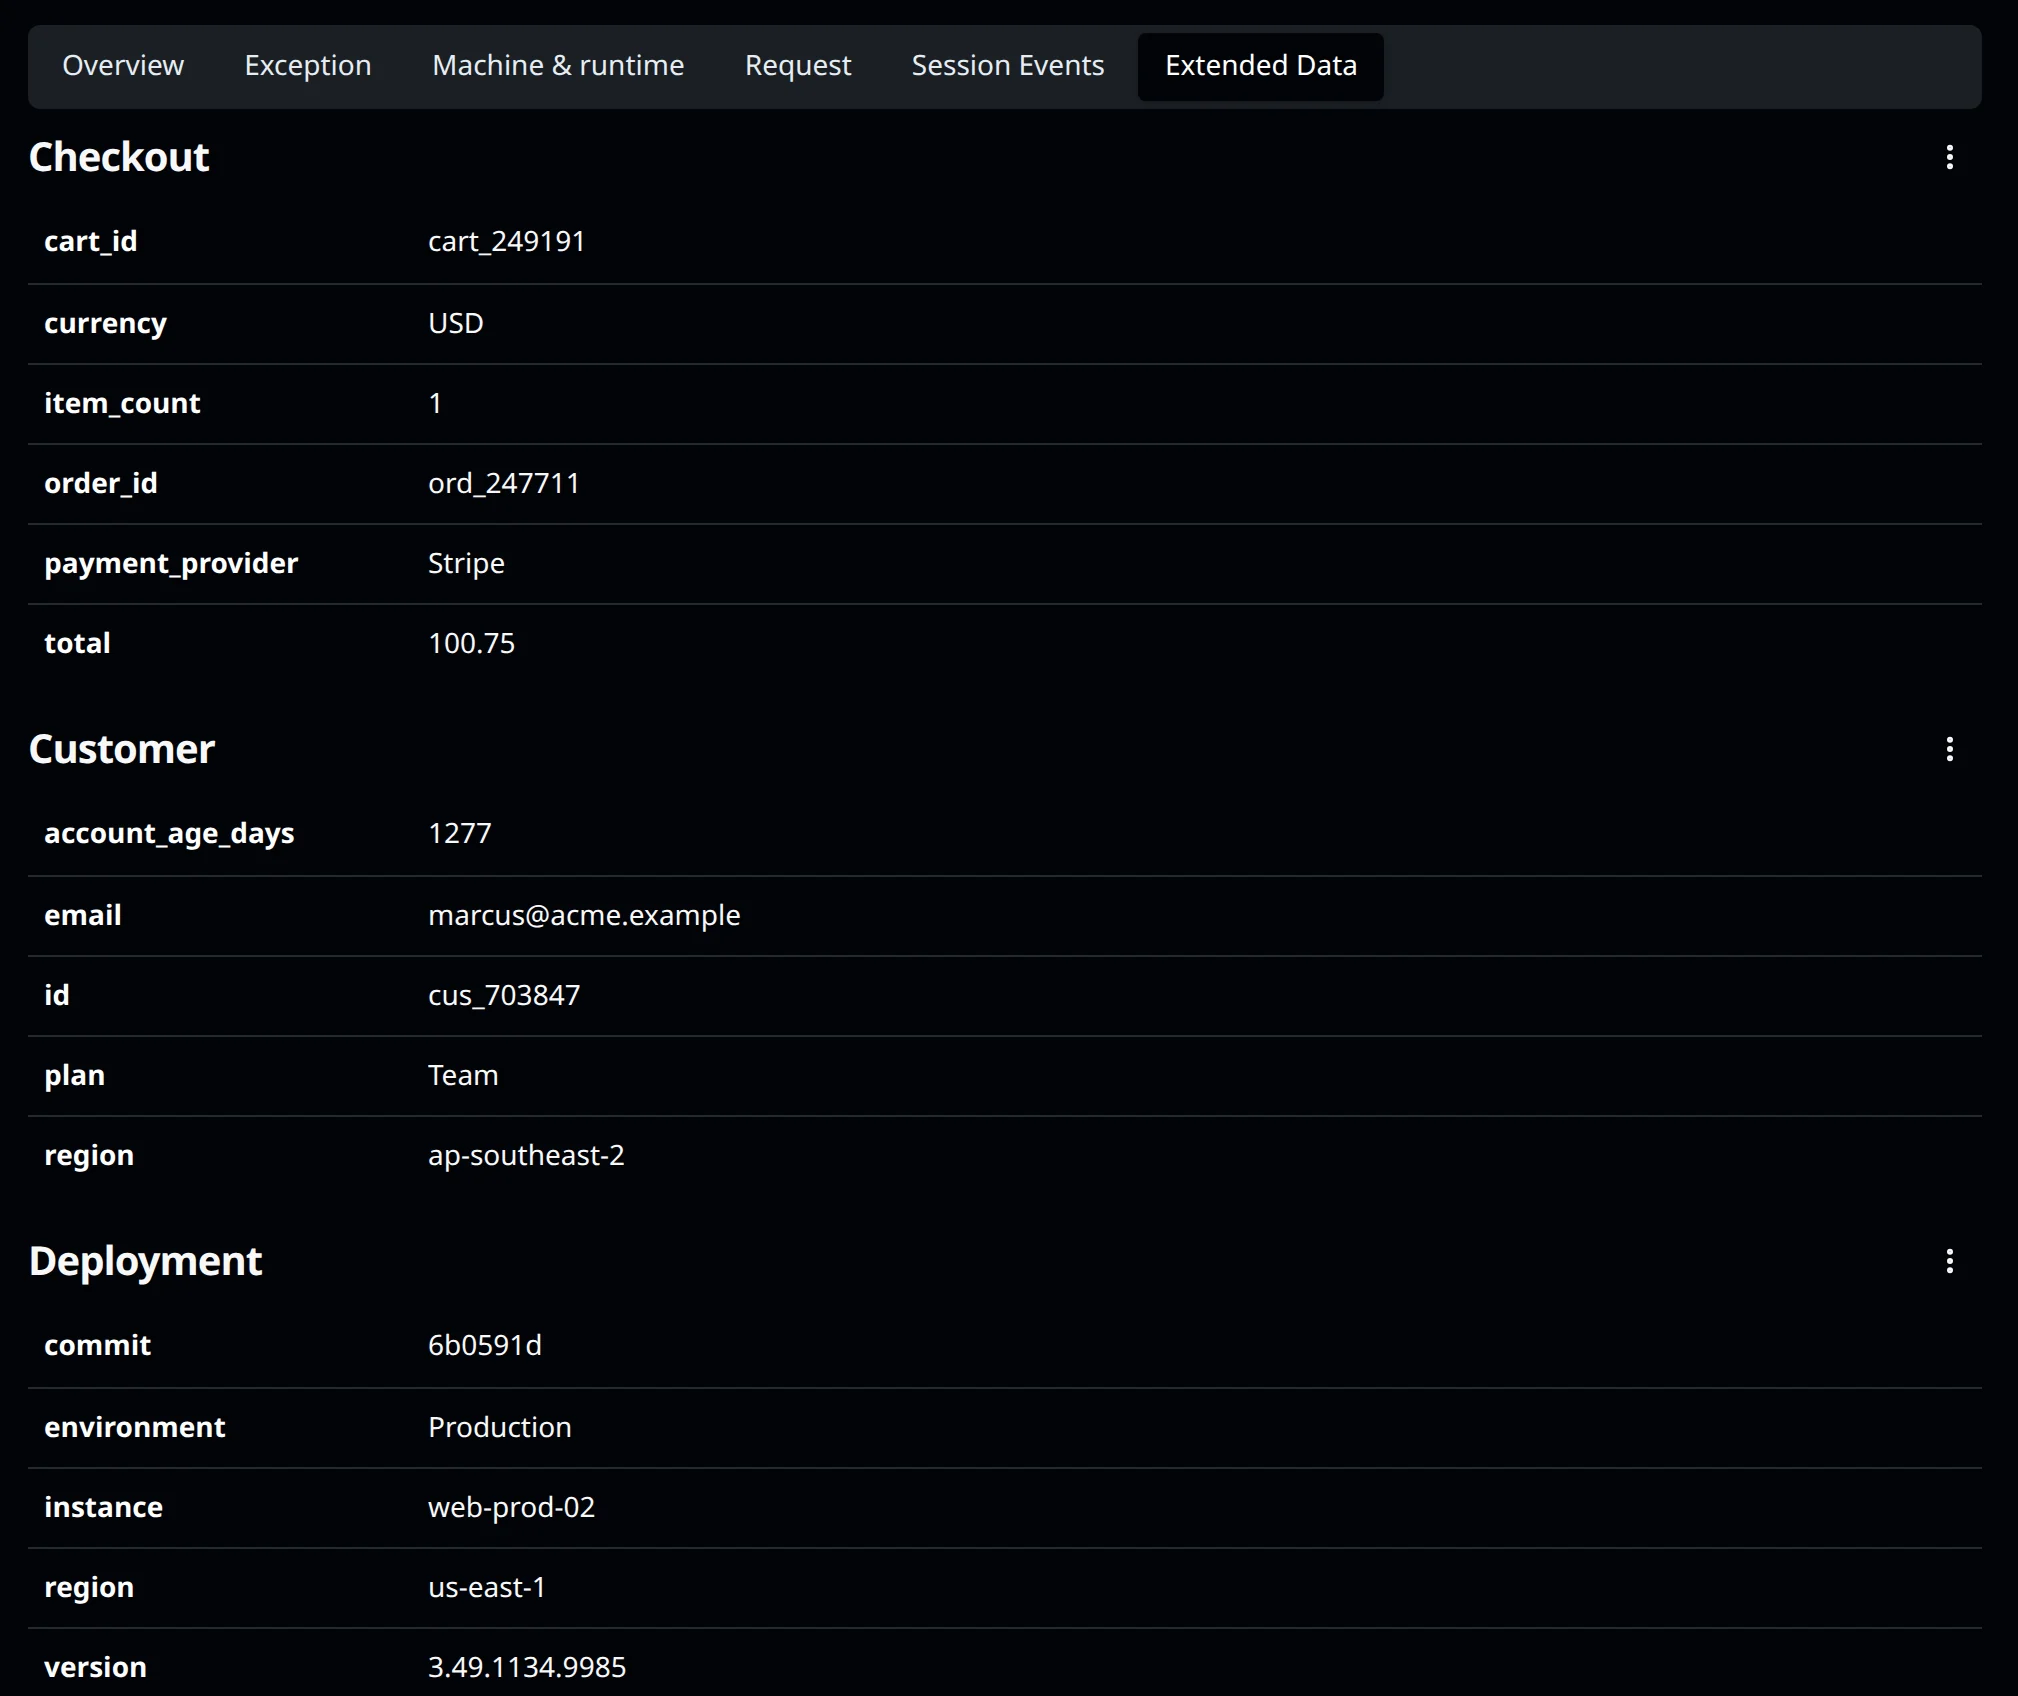 Overview Exception Machine & runtime Request Session Events Extended Data
Checkout
cart_id cart_249191
currency USD
item_count 1
order_id ord_247711
payment_provider Stripe
total 100.75
Customer
account_age_days 1277
email marcus@acme.example
id cus_703847
plan Team
region ap-southeast-2
Deployment
commit 6b0591d
environment Production
instance web-prod-02
region us-east-1
version 3.49.1134.9985